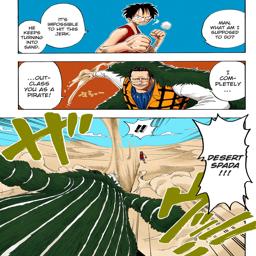 MAN,
WHAT AM I
SUPPOSED
TO DO?
IT'S
IMPOSSIBLE
TO HIT THIS
JERK.
HE KEEPS
TURNING
INTO
SAND.
I COM-
PLETELY
...
...OUT-
CLASS
YOU AS A
PIRATE!
!!
DESERT
SPADA
!!!